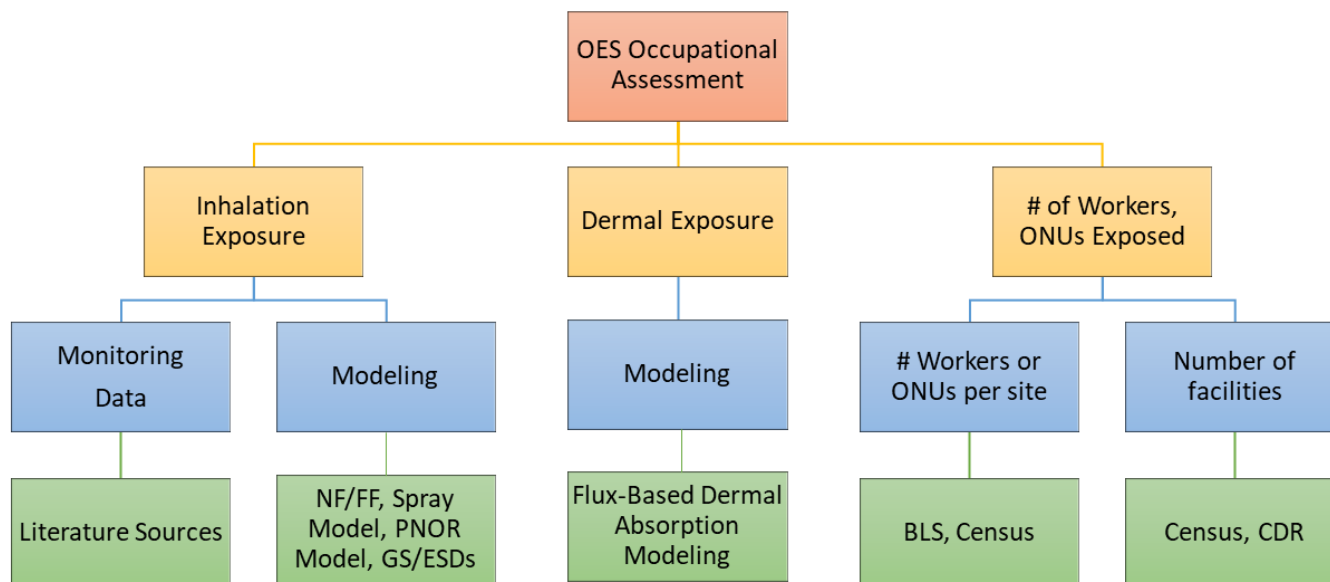 OES Occupational
Assessment
Inhalation
Exposure
Dermal Exposure
# of Workers,
ONUs Exposed
Monitoring
Data
Modeling
Modeling
# Workers or
ONUs per site
Number of
facilities
Literature Sources
NF/FF, Spray
Model, PNOR
Model, GS/ESDs
Flux-Based Dermal
Absorption
Modeling
BLS, Census
Census, CDR